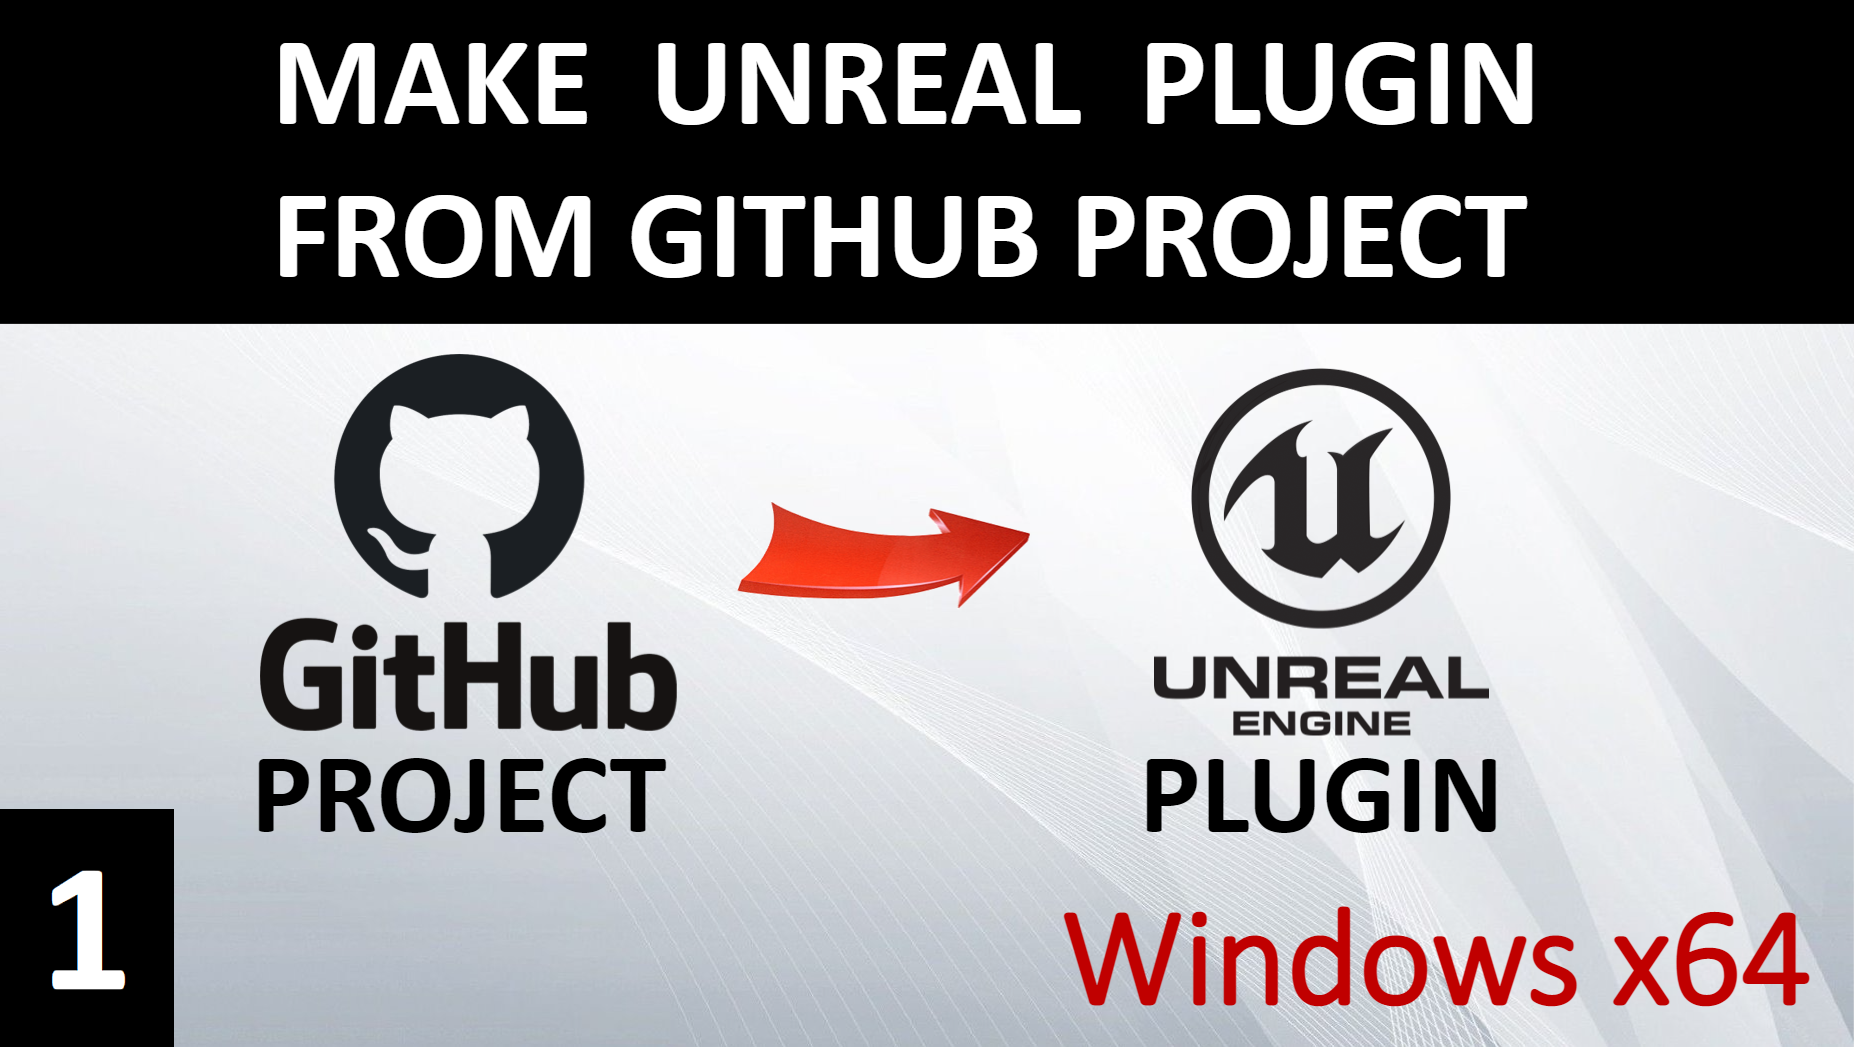 MAKE UNREAL PLUGIN
FROM GITHUB PROJECT
GitHub
PROJECT
UNREAL
ENGINE
PLUGIN
1
Windows x64